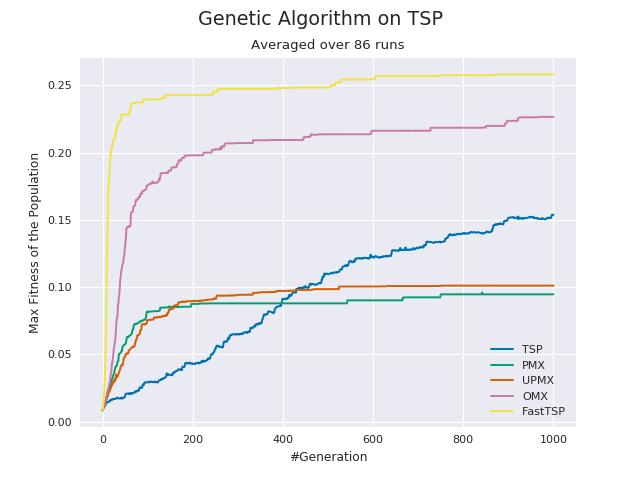 Genetic Algorithm on TSP
Averaged over 86 runs
Max Fitness of the Population
0.25
0.20
0.15
0.10
0.05
0.00
0 200 400 600 800 1000
#Generation
TSP
PMX
UPMX
OMX
FastTSP